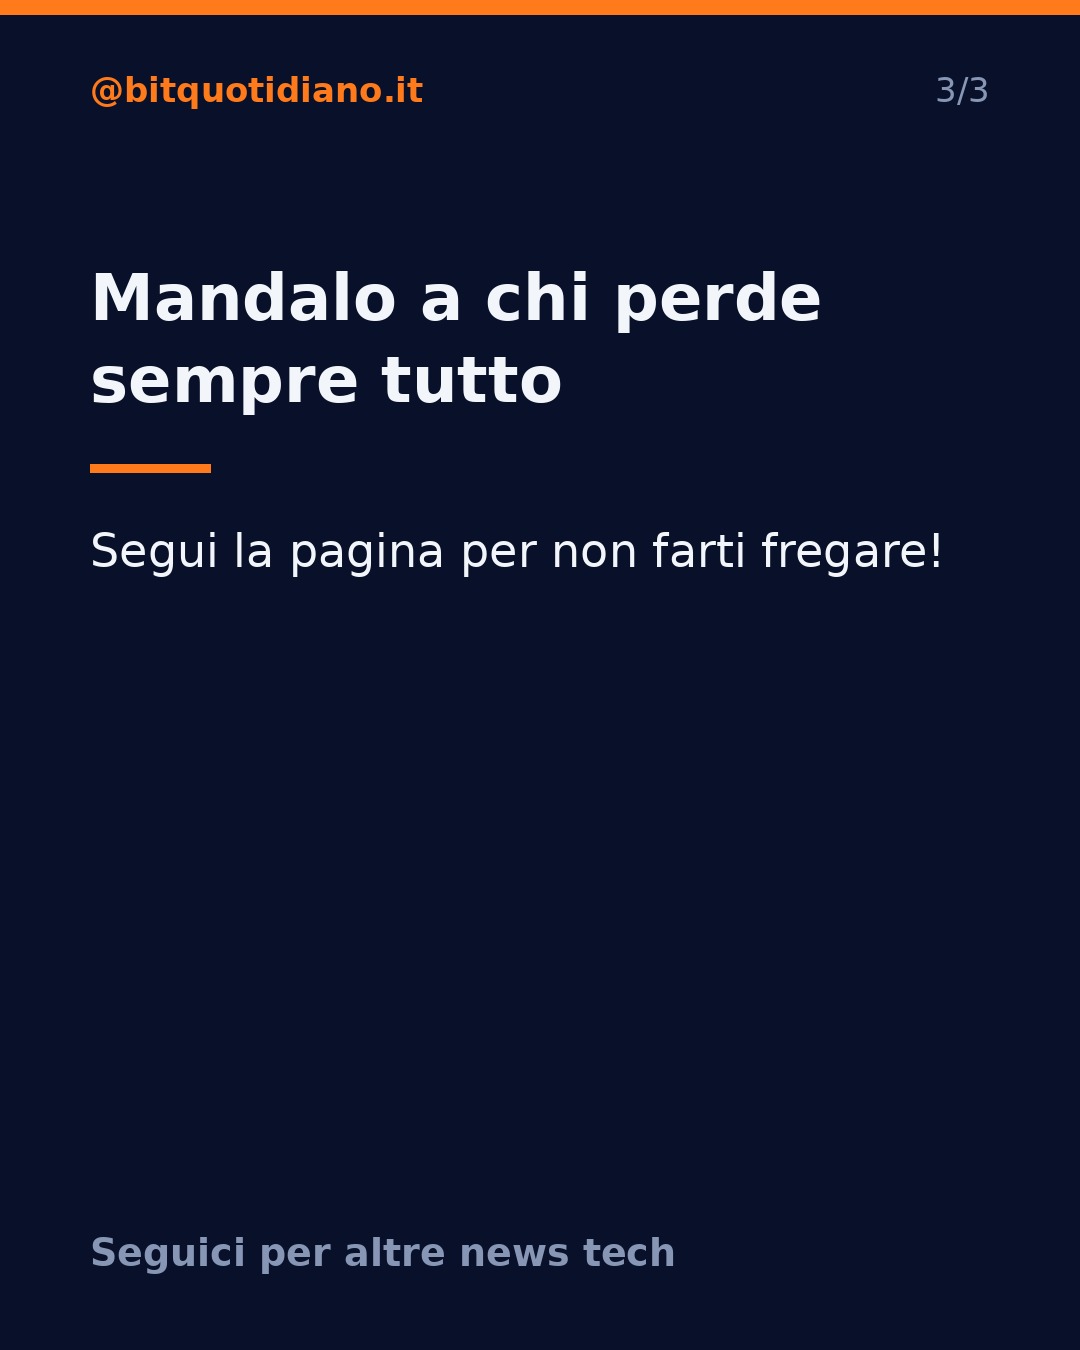 @bitquotidiano.it
3/3
Mandalo a chi perde
sempre tutto
Segui la pagina per non farti fregare!
Seguici per altre news tech